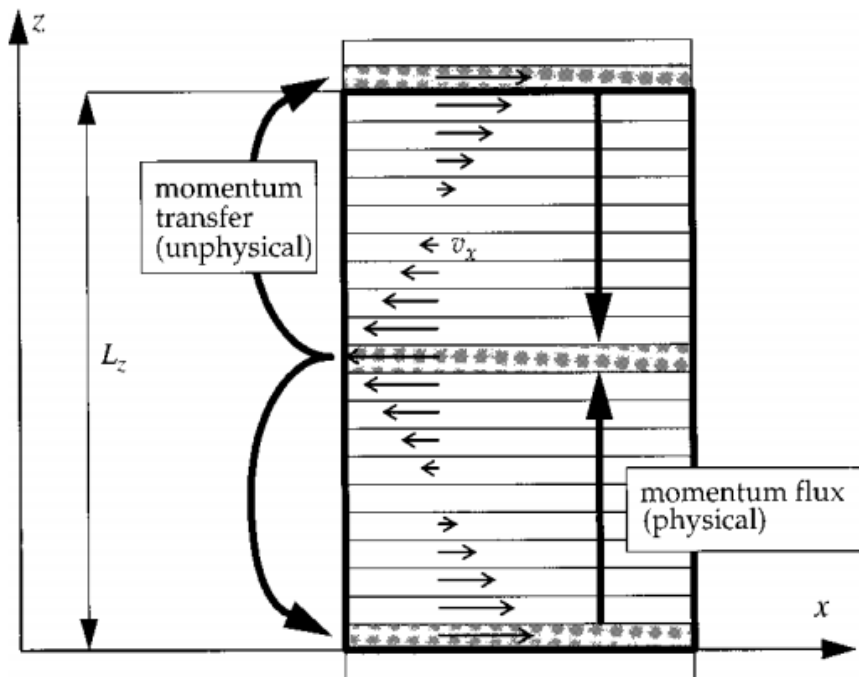 z
momentum
transfer
(unphysical)
v_x
L_z
momentum flux
(physical)
x